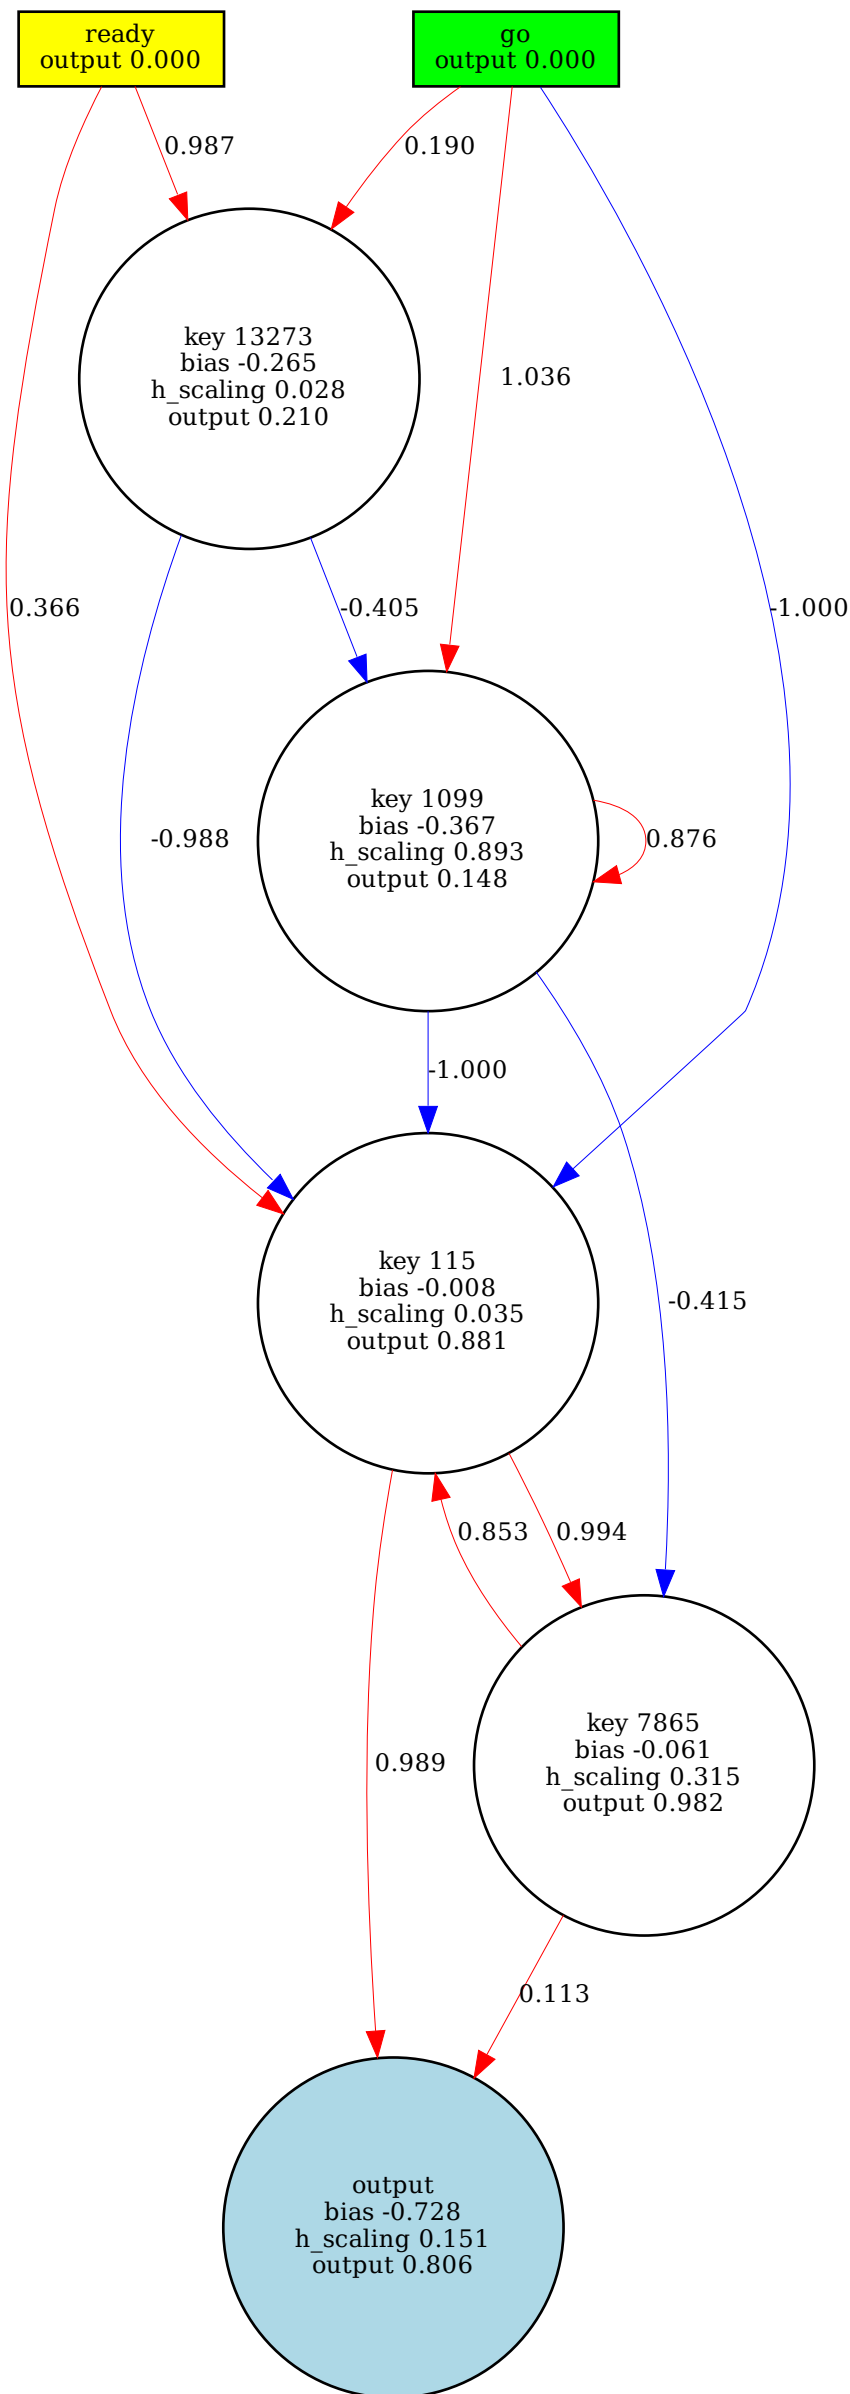 ready
output 0.000
go
output 0.000
0.987
0.190
key 13273
bias -0.265
h_scaling 0.028
output 0.210
1.036
0.366
-0.405
-1.000
key 1099
bias -0.367
h_scaling 0.893
output 0.148
-0.988
0.876
-1.000
key 115
bias -0.008
h_scaling 0.035
output 0.881
-0.415
0.853
0.994
key 7865
bias -0.061
h_scaling 0.315
output 0.982
0.989
0.113
output
bias -0.728
h_scaling 0.151
output 0.806